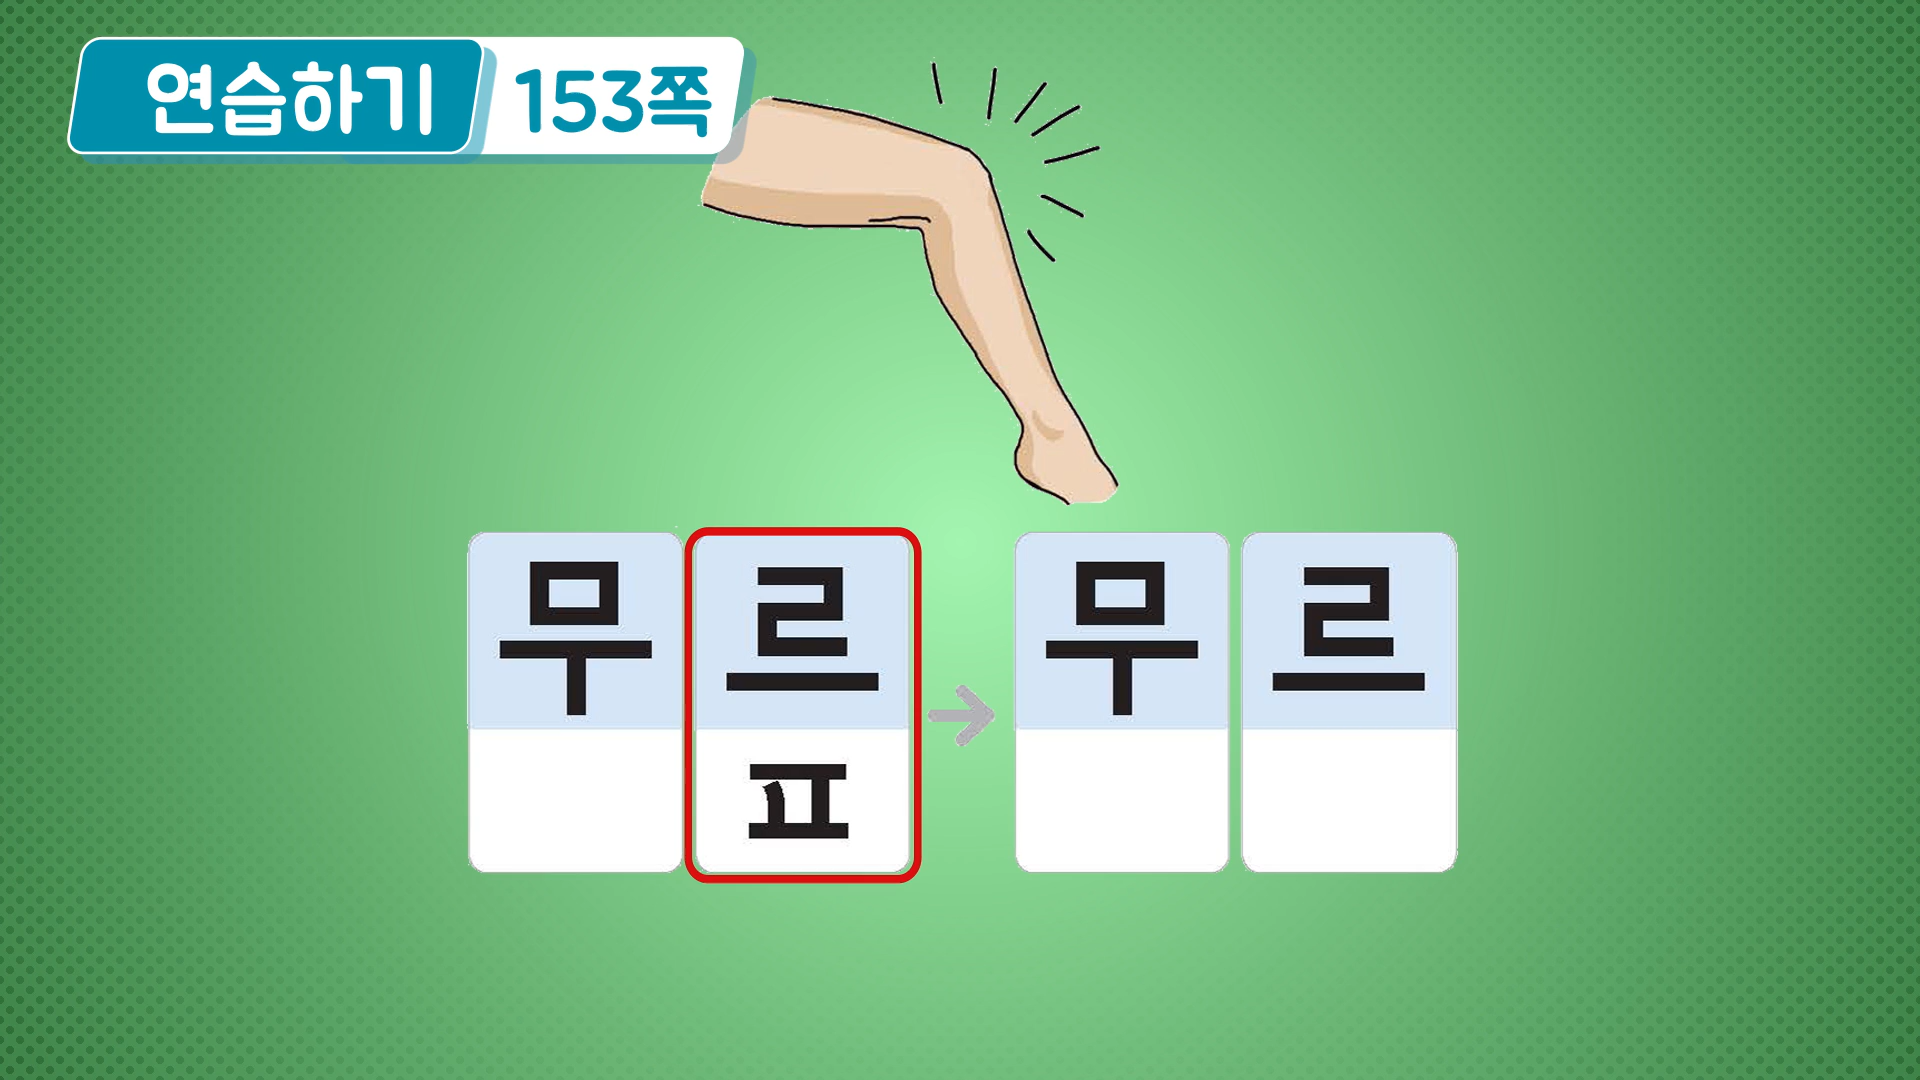 연습하기 153쪽
무르 → 무르
ㅍ